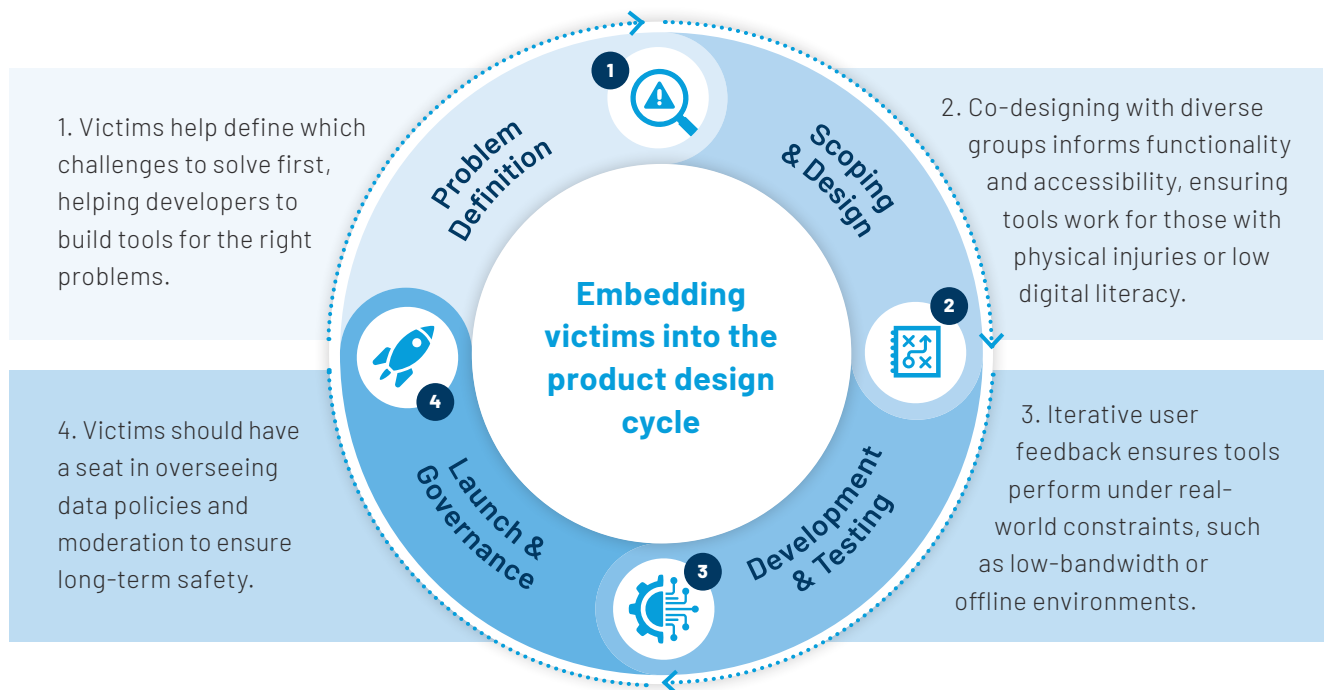 1
Problem
Definition
1. Victims help define which
challenges to solve first,
helping developers to
build tools for the right
problems.
Scoping
& Design
2
2. Co-designing with diverse
groups informs functionality
and accessibility, ensuring
tools work for those with
physical injuries or low
digital literacy.
Embedding
victims into the
product design
cycle
Development
& Testing
3
3. Iterative user
feedback ensures tools
perform under real-
world constraints, such
as low-bandwidth or
offline environments.
Launch &
Governance
4
4. Victims should have
a seat in overseeing
data policies and
moderation to ensure
long-term safety.